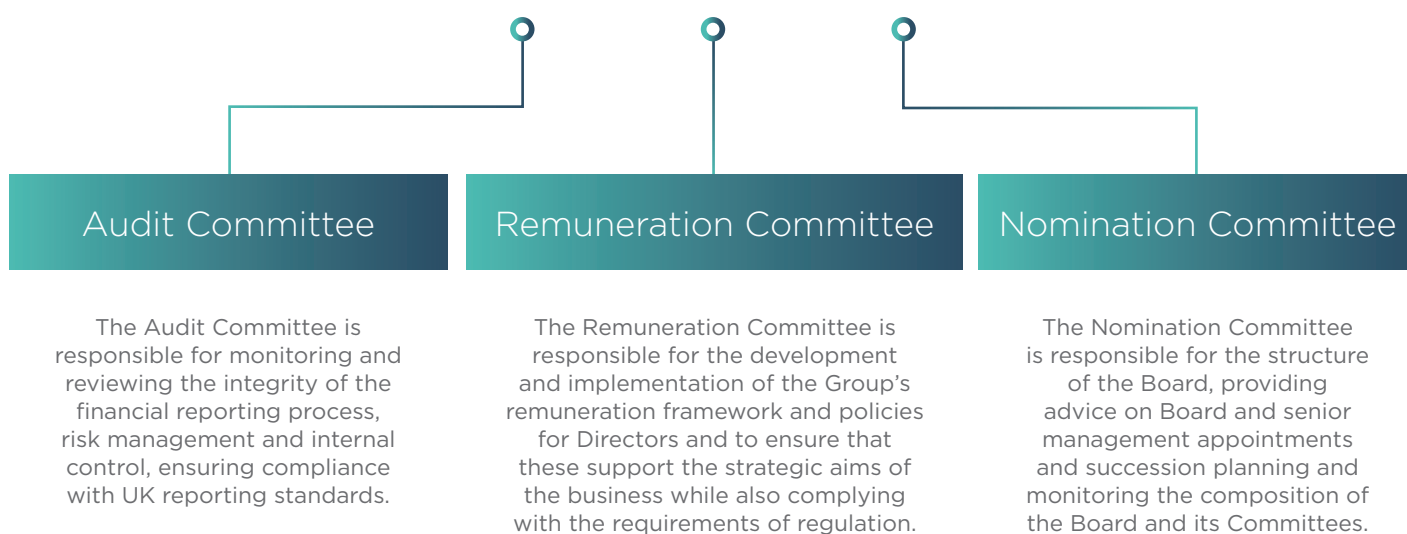 Audit Committee
The Audit Committee is
responsible for monitoring and
reviewing the integrity of the
financial reporting process,
risk management and internal
control, ensuring compliance
with UK reporting standards.
Remuneration Committee
The Remuneration Committee is
responsible for the development
and implementation of the Group’s
remuneration framework and policies
for Directors and to ensure that
these support the strategic aims of
the business while also complying
with the requirements of regulation.
Nomination Committee
The Nomination Committee
is responsible for the structure
of the Board, providing
advice on Board and senior
management appointments
and succession planning and
monitoring the composition of
the Board and its Committees.